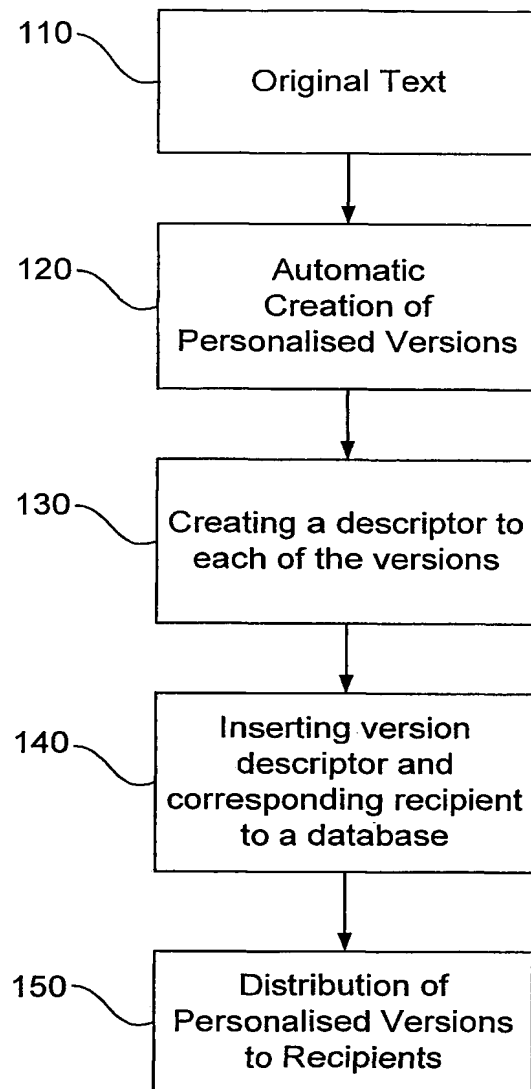 110
Original Text
120
Automatic
Creation of
Personalised Versions
130
Creating a descriptor to
each of the versions
140
Inserting version
descriptor and
corresponding recipient
to a database
150
Distribution of
Personalised Versions
to Recipients